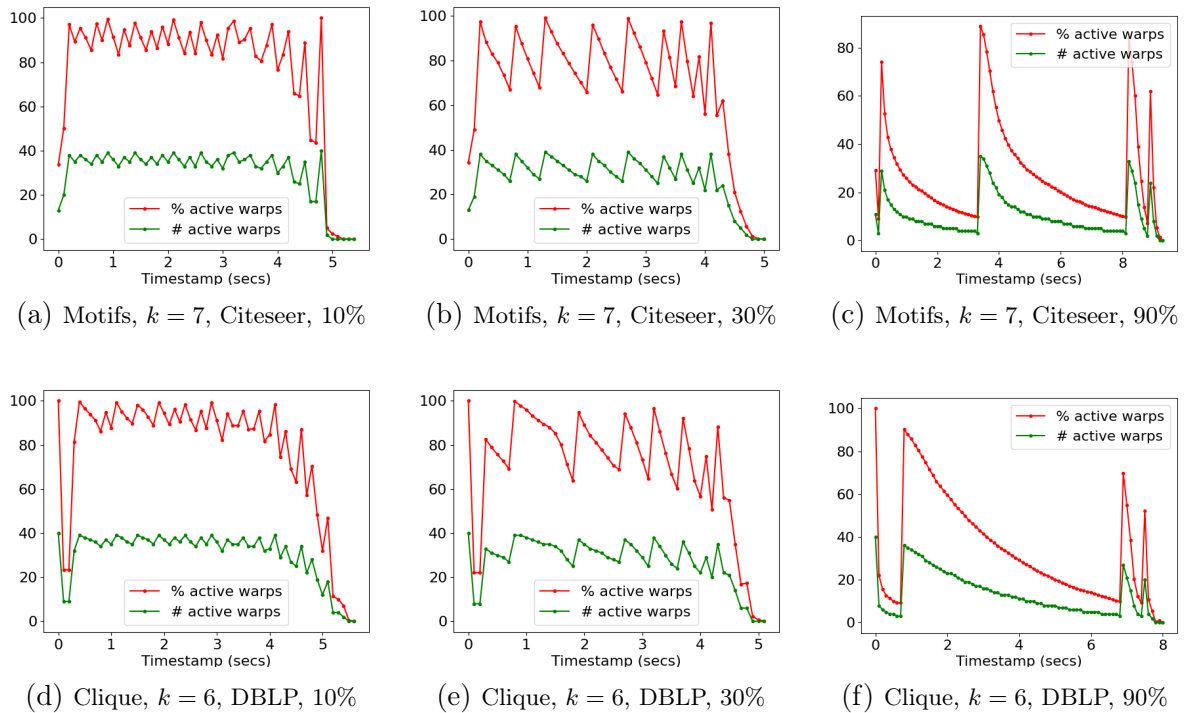 100
80
60
40
20
0
% active warps
# active warps
0 1 2 3 4 5
Timestamp (secs)
(a) Motifs, k = 7, Citeseer, 10%
100
80
60
40
20
0
% active warps
# active warps
0 1 2 3 4 5
Timestamp (secs)
(b) Motifs, k = 7, Citeseer, 30%
80
60
40
20
0
% active warps
# active warps
0 2 4 6 8
Timestamp (secs)
(c) Motifs, k = 7, Citeseer, 90%
100
80
60
40
20
0
% active warps
# active warps
0 1 2 3 4 5
Timestamp (secs)
(d) Clique, k = 6, DBLP, 10%
100
80
60
40
20
0
% active warps
# active warps
0 1 2 3 4 5
Timestamp (secs)
(e) Clique, k = 6, DBLP, 30%
100
80
60
40
20
0
% active warps
# active warps
0 2 4 6 8
Timestamp (secs)
(f) Clique, k = 6, DBLP, 90%